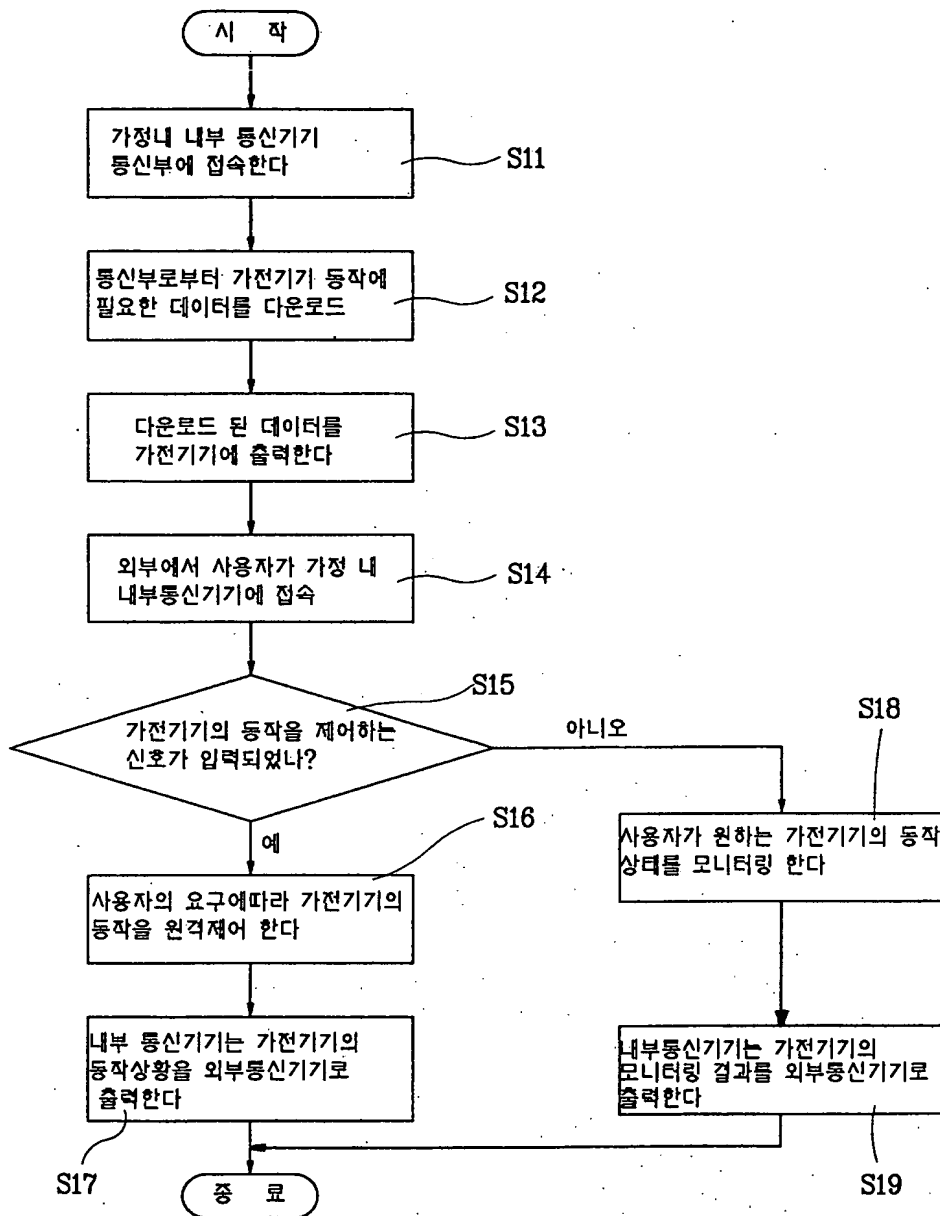 시 작
가정내 내부 통신기기
통신부에 접속한다
S11
통신부로부터 가전기기 동작에
필요한 데이터를 다운로드
S12
다운로드 된 데이터를
가전기기에 출력한다
S13
외부에서 사용자가 가정 내
내부통신기기에 접속
S14
S15
가전기기의 동작을 제어하는
신호가 입력되었나?
아니오
예
S16
사용자의 요구에따라 가전기기의
동작을 원격제어 한다
S18
사용자가 원하는 가전기기의 동작
상태를 모니터링 한다
내부 통신기기는 가전기기의
동작상황을 외부통신기기로
출력한다
S17
내부통신기기는 가전기기의
모니터링 결과를 외부통신기기로
출력한다
S19
종 료